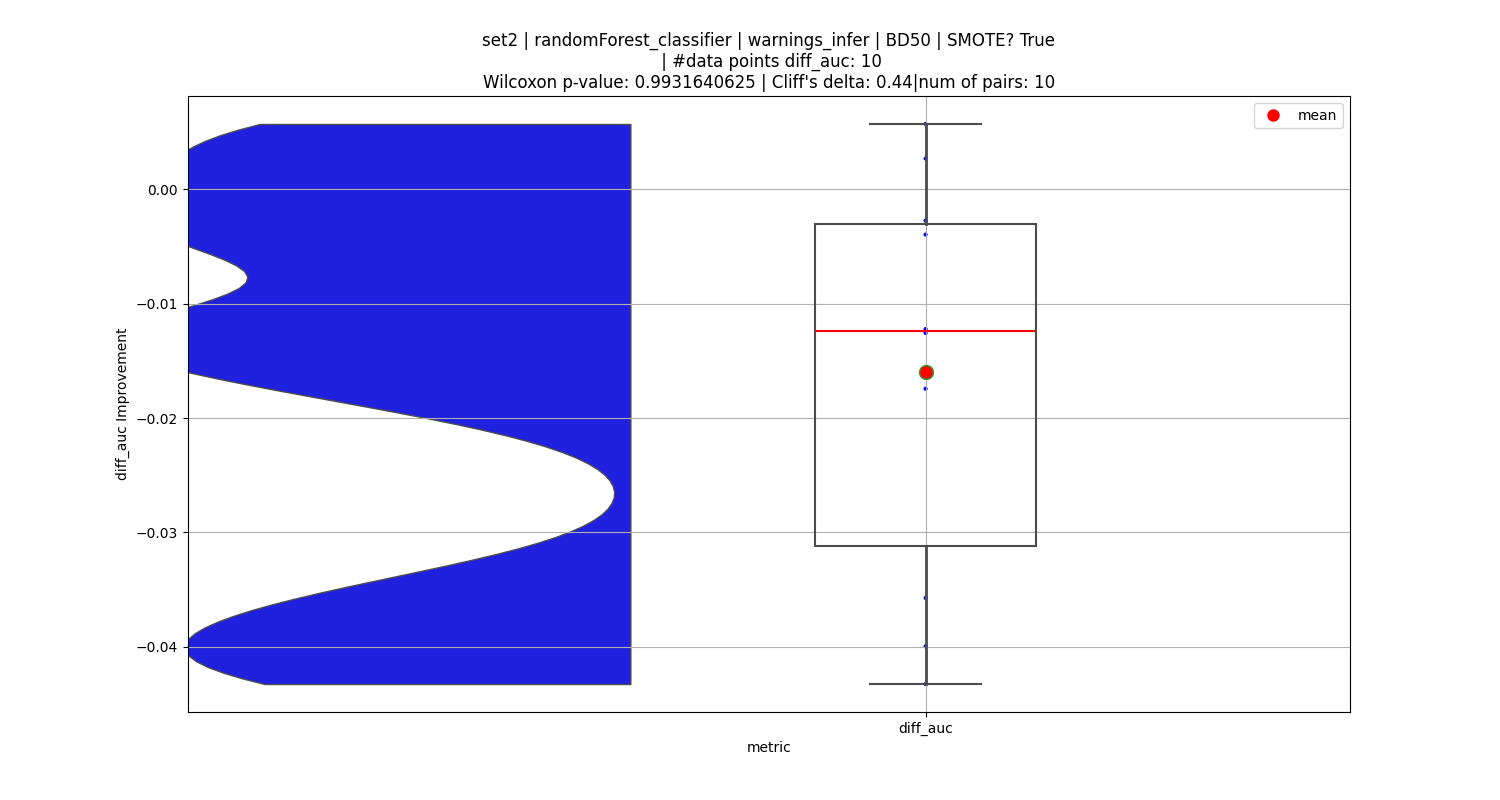 set2 | randomForest_classifier | warnings_infer | BD50 | SMOTE? True
| #data points diff_auc: 10
Wilcoxon p-value: 0.9931640625 | Cliff's delta: 0.44|num of pairs: 10
mean
0.00
−0.01
−0.02
−0.03
−0.04
diff_auc Improvement
diff_auc
metric